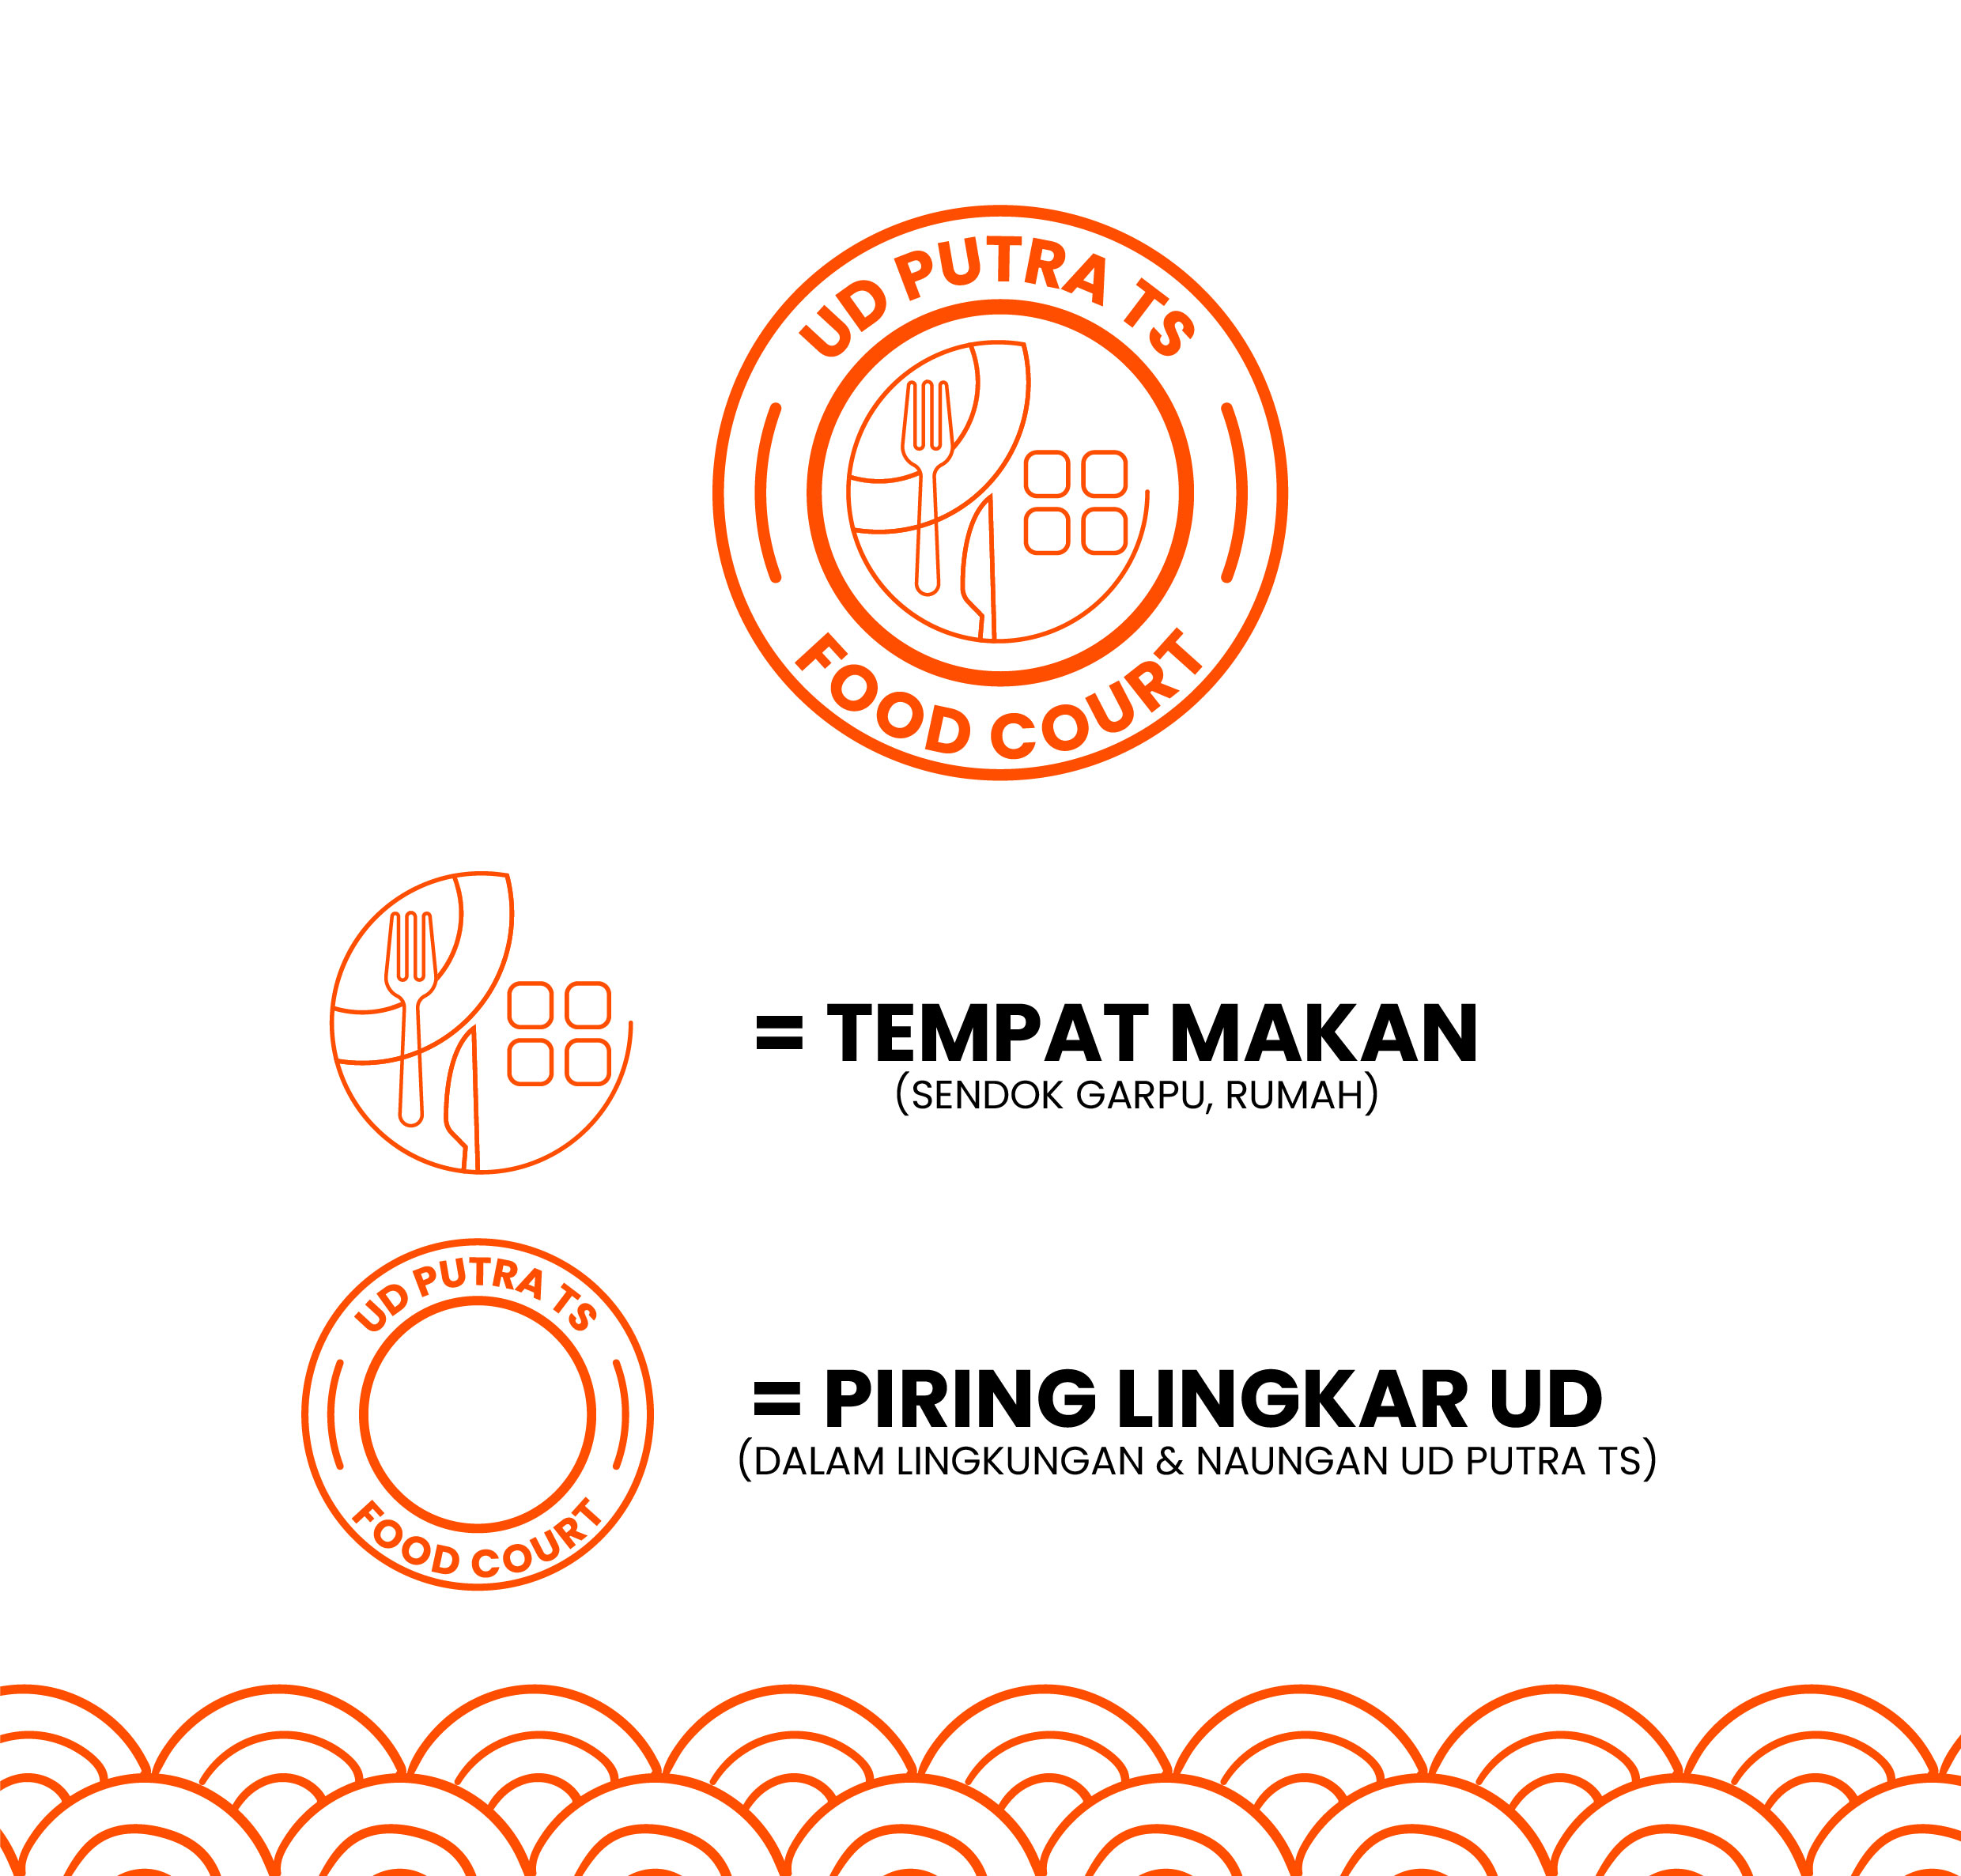 UD PUTRA TS
FOOD COURT
= TEMPAT MAKAN
(SENDOK GARPU, RUMAH)
UD PUTRA TS
FOOD COURT
= PIRING LINGKAR UD
(DALAM LINGKUNGAN & NAUNGAN UD PUTRA TS)